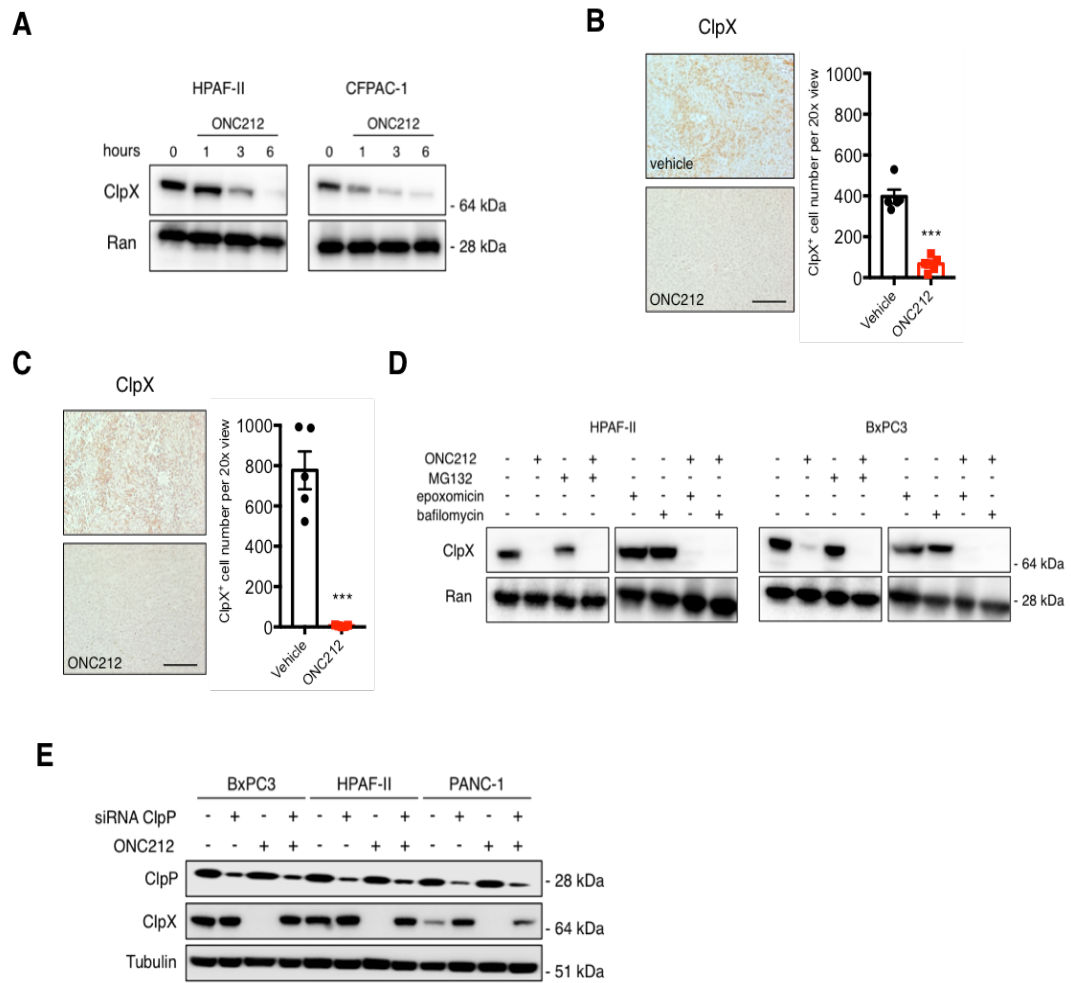 A
HPAF-II CFPAC-1
ONC212 ONC212
hours 0 1 3 6 0 1 3 6
ClpX
- 64 kDa
Ran - 28 kDa
B
ClpX
vehicle
ONC212
ClpX+ cell number per 20x view
1000
800
600
400
200
0
***
Vehicle
ONC212
C
ClpX
ONC212
ClpX+ cell number per 20x view
1000
800
600
400
200
0
***
Vehicle
ONC212
D
HPAF-II BxPC3
ONC212 - + - + - - + + - + - + - - + +
MG132 - - + + - - - - - - + + - - - -
epoxomicin - - - - + - + - - - - - + - + -
bafilomycin - - - - - + - + - - - - - + - +
ClpX
- 64 kDa
Ran - 28 kDa
E
BxPC3 HPAF-II PANC-1
siRNA ClpP - + + - + + - + +
ONC212 - - + + - - + + - - + +
ClpP - 28 kDa
ClpX - 64 kDa
Tubulin - 51 kDa